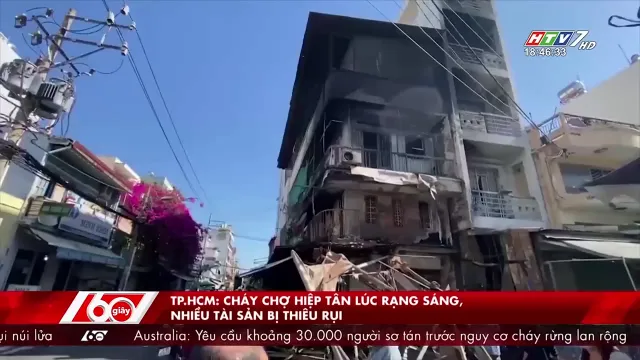 HTV7 HD
18:46:33
60 giây
TP.HCM: CHÁY CHỢ HIỆP TÂN LÚC RẠNG SÁNG,
NHIỀU TÀI SẢN BỊ THIÊU RỤI
ụi núi lửa 60 Australia: Yêu cầu khoảng 30.000 người sơ tán trước nguy cơ cháy rừng lan rộng